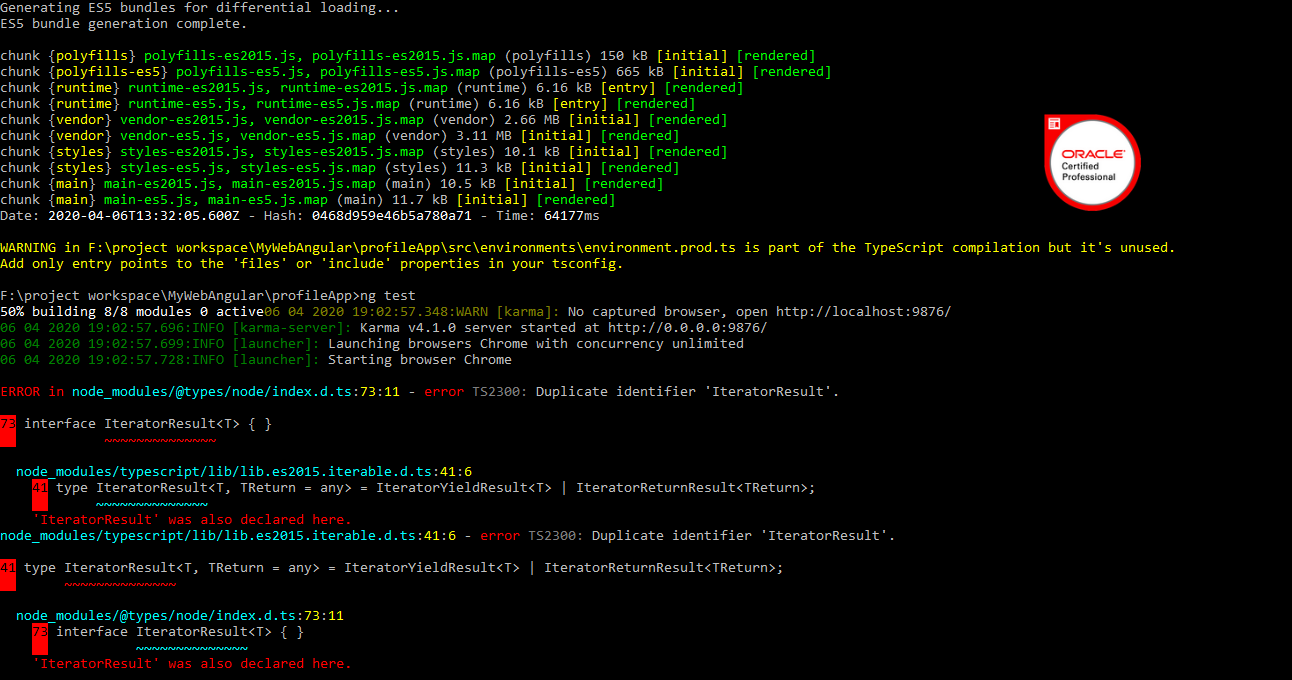 Generating ES5 bundles for differential loading...
ES5 bundle generation complete.
chunk {polyfills} polyfills-es2015.js, polyfills-es2015.js.map (polyfills) 150 kB [initial] [rendered]
chunk {polyfills-es5} polyfills-es5.js, polyfills-es5.js.map (polyfills-es5) 665 kB [initial] [rendered]
chunk {runtime} runtime-es2015.js, runtime-es2015.js.map (runtime) 6.16 kB [entry] [rendered]
chunk {runtime} runtime-es5.js, runtime-es5.js.map (runtime) 6.16 kB [entry] [rendered]
chunk {vendor} vendor-es2015.js, vendor-es2015.js.map (vendor) 2.66 MB [initial] [rendered]
chunk {vendor} vendor-es5.js, vendor-es5.js.map (vendor) 3.11 MB [initial] [rendered]
chunk {styles} styles-es2015.js, styles-es2015.js.map (styles) 10.1 kB [initial] [rendered]
chunk {styles} styles-es5.js, styles-es5.js.map (styles) 11.3 kB [initial] [rendered]
chunk {main} main-es2015.js, main-es2015.js.map (main) 10.5 kB [initial] [rendered]
chunk {main} main-es5.js, main-es5.js.map (main) 11.7 kB [initial] [rendered]
Date: 2020-04-06T13:32:05.600Z - Hash: 0468d959e46b5a780a71 - Time: 64177ms
ORACLE
Certified
Professional
WARNING in F:\project workspace\MyWebAngular\profileApp\src\environments\environment.prod.ts is part of the TypeScript compilation but it's unused.
Add only entry points to the 'files' or 'include' properties in your tsconfig.
F:\project workspace\MyWebAngular\profileApp>ng test
50% building 8/8 modules 0 active06 04 2020 19:02:57.348:WARN [karma]: No captured browser, open http://localhost:9876/
06 04 2020 19:02:57.696:INFO [karma-server]: Karma v4.1.0 server started at http://0.0.0.0:9876/
06 04 2020 19:02:57.699:INFO [launcher]: Launching browsers Chrome with concurrency unlimited
06 04 2020 19:02:57.728:INFO [launcher]: Starting browser Chrome
ERROR in node_modules/@types/node/index.d.ts:73:11 - error TS2300: Duplicate identifier 'IteratorResult'.
73 interface IteratorResult<T> { }
~~~~~~~~~~~~~~
node_modules/typescript/lib/lib.es2015.iterable.d.ts:41:6
41 type IteratorResult<T, TReturn = any> = IteratorYieldResult<T> | IteratorReturnResult<TReturn>;
~~~~~~~~~~~~~~
'IteratorResult' was also declared here.
node_modules/typescript/lib/lib.es2015.iterable.d.ts:41:6 - error TS2300: Duplicate identifier 'IteratorResult'.
41 type IteratorResult<T, TReturn = any> = IteratorYieldResult<T> | IteratorReturnResult<TReturn>;
~~~~~~~~~~~~~~
node_modules/@types/node/index.d.ts:73:11
73 interface IteratorResult<T> { }
~~~~~~~~~~~~~~
'IteratorResult' was also declared here.